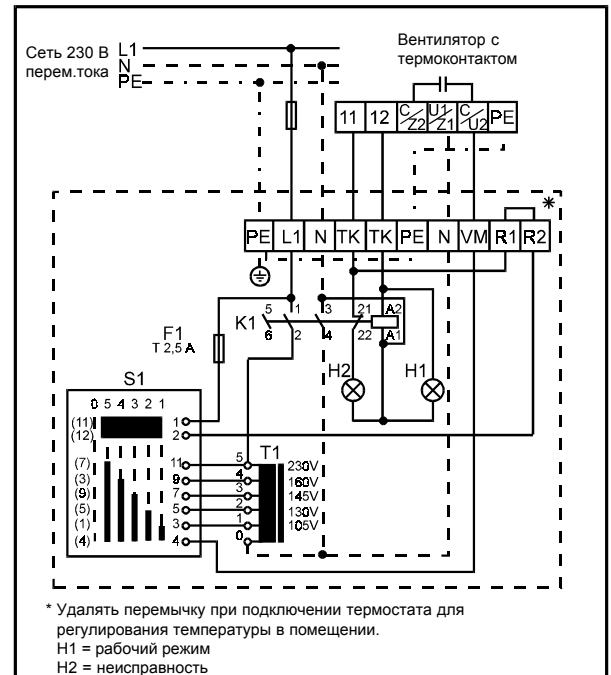 Сеть 230 В L1
перем.тока N
PE
Вентилятор с
термоконтактом
11 12 C/Z2 U1/Z1 C/U2 PE
*
PE L1 N TK TK PE N VM R1 R2
K1 5 1 3 21 A2
6 2 4 22 A1
F1
T 2,5 A
H2 H1
S1
0 5 4 3 2 1
(11) 1
(12) 2
T1
(7) 11 5 230V
(3) 9 4 160V
(9) 7 3 145V
(5) 5 2 130V
(1) 3 1 105V
(4) 4 0
* Удалять перемычку при подключении термостата для
регулирования температуры в помещении.
H1 = рабочий режим
H2 = неисправность